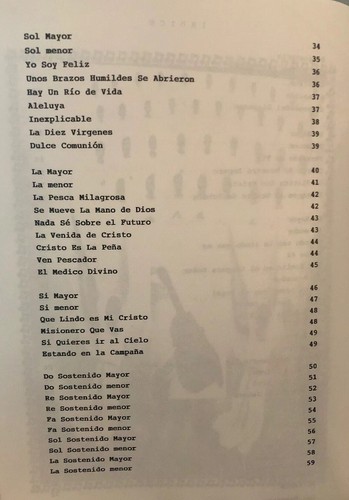 Sol Mayor 34
Sol menor 35
Yo Soy Feliz 36
Unos Brazos Humildes Se Abrieron 36
Hay Un Río de Vida 37
Aleluya 37
Inexplicable 38
La Diez Virgenes 39
Dulce Comunión 39
La Mayor 40
La menor 41
La Pesca Milagrosa 42
Se Mueve La Mano de Dios 42
Nada Sé Sobre el Futuro 43
La Venida de Cristo 43
Cristo Es La Peña 44
Ven Pescador 44
El Medico Divino 45
Si Mayor 46
Si menor 47
Que Lindo es Mi Cristo 48
Misionero Que Vas 48
Si Quieres ir al Cielo 49
Estando en la Campaña 49
Do Sostenido Mayor 50
Do Sostenido menor 51
Re Sostenido Mayor 52
Re Sostenido menor 53
Fa Sostenido Mayor 54
Fa Sostenido menor 55
Sol Sostenido Mayor 56
Sol Sostenido menor 57
La Sostenido Mayor 58
La Sostenido menor 59